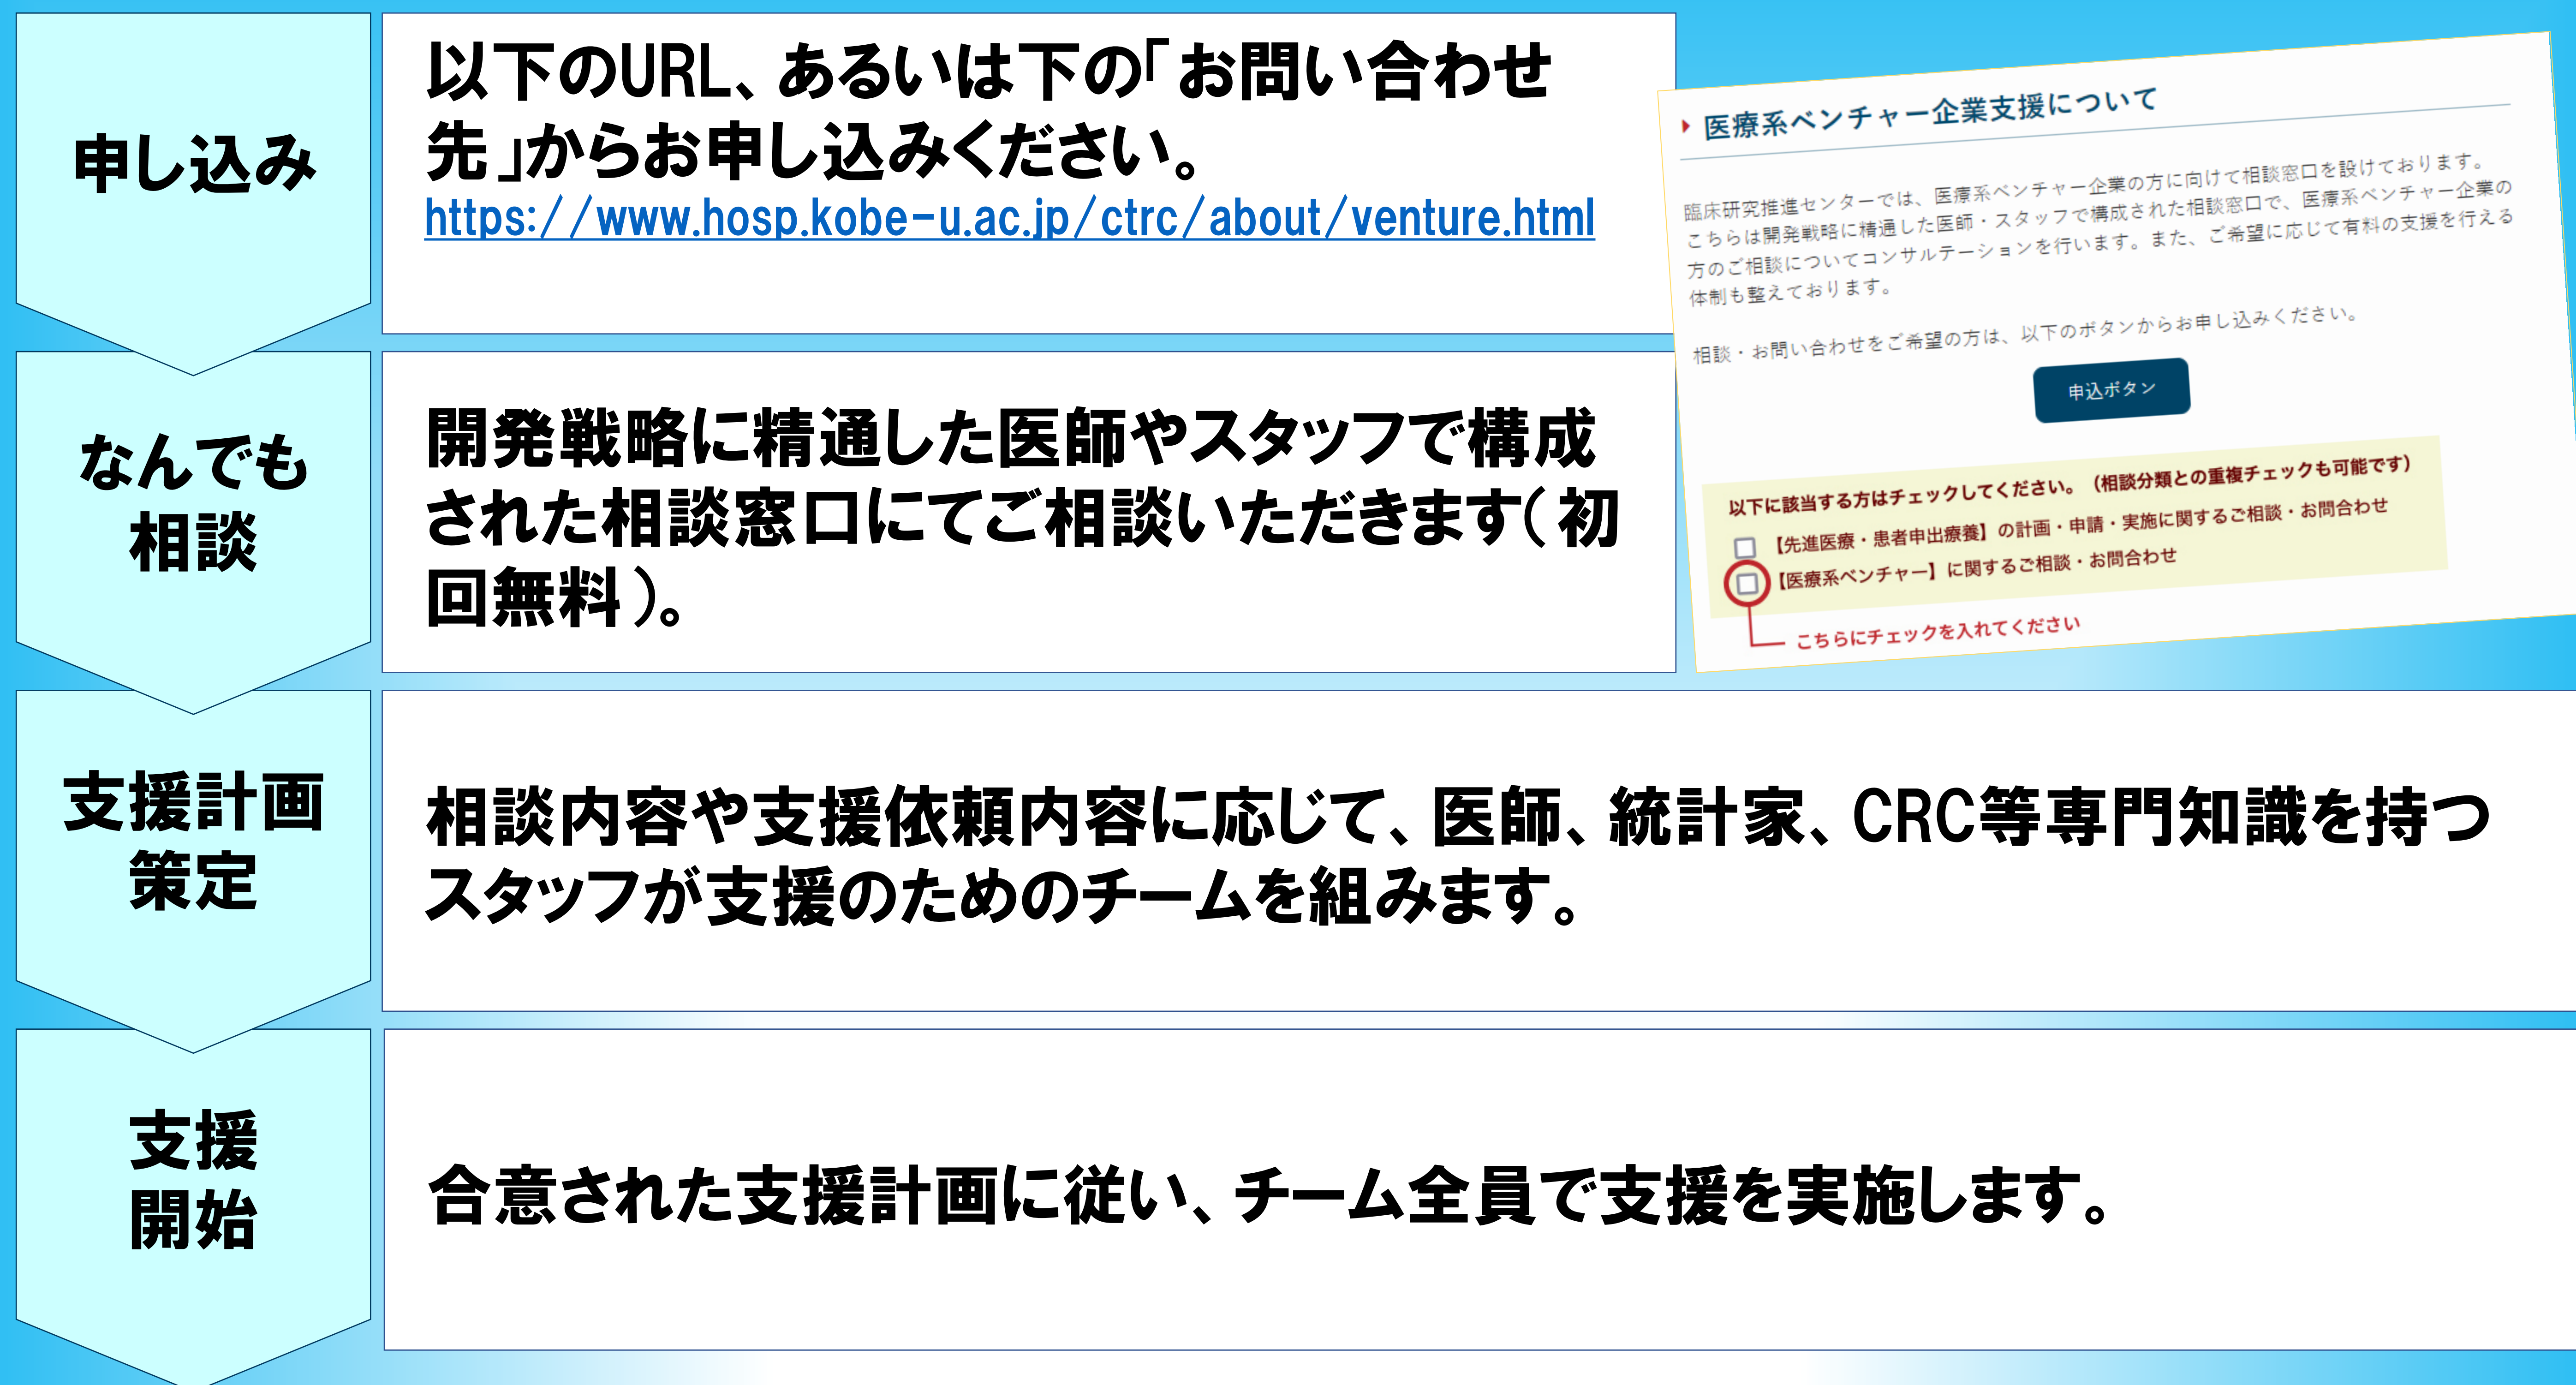 申し込み
以下のURL、あるいは下の「お問い合わせ
先」からお申し込みください。
https://www.hosp.kobe-u.ac.jp/ctrc/about/venture.html
医療系ベンチャー企業支援について
臨床研究推進センターでは、医療系ベンチャー企業の方に向けて相談窓口を設けております。
こちらは開発戦略に精通した医師・スタッフで構成された相談窓口で、医療系ベンチャー企業の
方のご相談についてコンサルテーションを行います。また、ご希望に応じて有料の支援を行える
体制も整えております。
相談・お問い合わせをご希望の方は、以下のボタンからお申し込みください。
申込ボタン
以下に該当する方はチェックしてください。（相談分類との重複チェックも可能です）
【先進医療・患者申出療養】の計画・申請・実施に関するご相談・お問合わせ
【医療系ベンチャー】に関するご相談・お問合わせ
こちらにチェックを入れてください
なんでも
相談
開発戦略に精通した医師やスタッフで構成
された相談窓口にてご相談いただきます（初
回無料）。
支援計画
策定
相談内容や支援依頼内容に応じて、医師、統計家、CRC等専門知識を持つ
スタッフが支援のためのチームを組みます。
支援
開始
合意された支援計画に従い、チーム全員で支援を実施します。